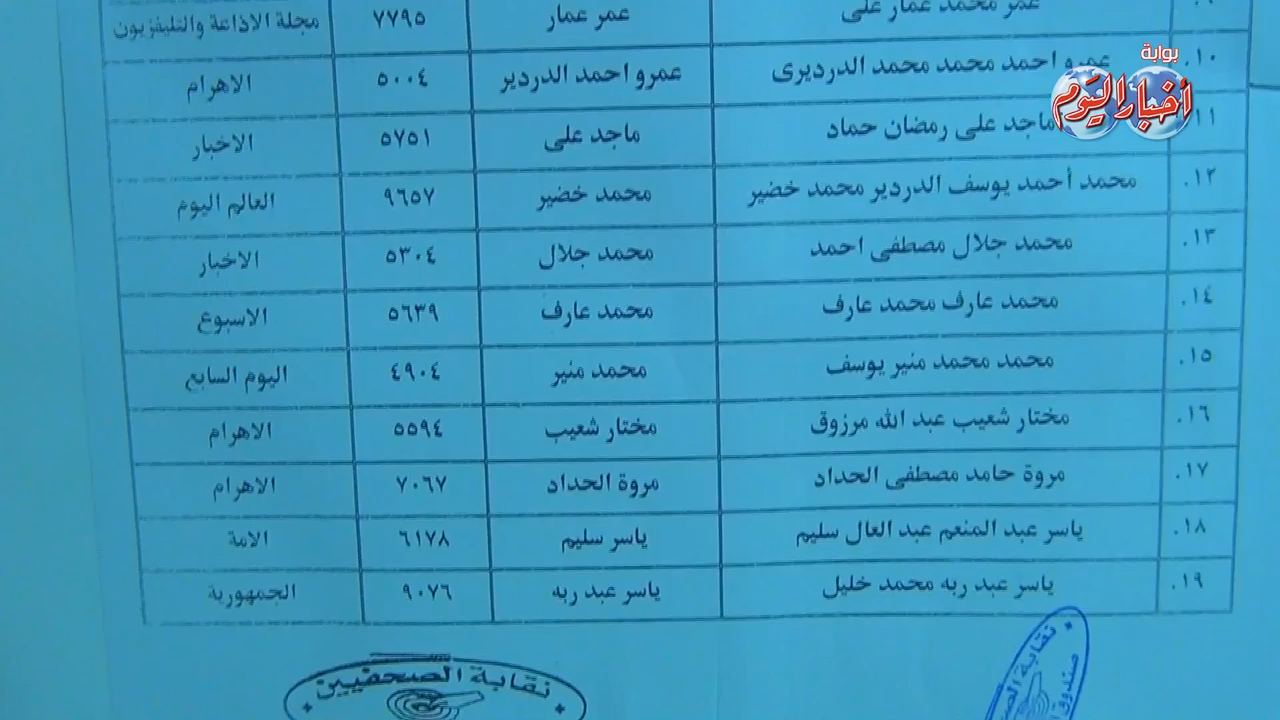 ٩. عمر محمد عمار على عمر عمار ٧٧٩٥ مجلة الاذاعة والتليفزيون
١٠. عمرو احمد محمد محمد الدرديرى عمرو احمد الدردير ٥٠٠٤ الاهرام
١١. ماجد على رمضان حماد ماجد على ٥٧٥١ الاخبار
١٢. محمد أحمد يوسف الدردير محمد خضير محمد خضير ٩٦٥٧ العالم اليوم
١٣. محمد جلال مصطفى احمد محمد جلال ٥٣٠٤ الاخبار
١٤. محمد عارف محمد عارف محمد عارف ٥٦٣٩ الاسبوع
١٥. محمد محمد منير يوسف محمد منير ٤٩٠٤ اليوم السابع
١٦. مختار شعيب عبد الله مرزوق مختار شعيب ٥٥٩٤ الاهرام
١٧. مروة حامد مصطفى الحداد مروة الحداد ٧٠٦٧ الاهرام
١٨. ياسر عبد المنعم عبد العال سليم ياسر سليم ٦١٧٨ الامة
١٩. ياسر عبد ربه محمد خليل ياسر عبد ربه ٩٠٧٦ الجمهورية
بوابة
أخبار اليوم
نقابة
صندوق
نقابة الصحفيين